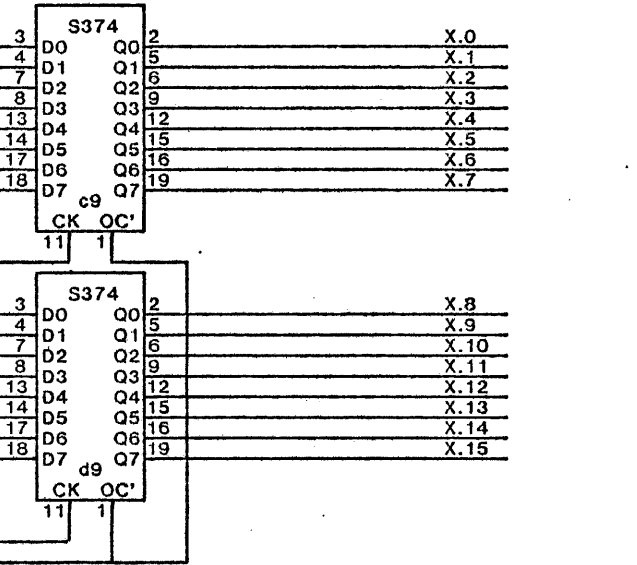 S374
3 D0 Q0 2 X.0
4 D1 Q1 5 X.1
7 D2 Q2 6 X.2
8 D3 Q3 9 X.3
13 D4 Q4 12 X.4
14 D5 Q5 15 X.5
17 D6 Q6 16 X.6
18 D7 Q7 19 X.7
c9
CK OC'
11 1
S374
3 D0 Q0 2 X.8
4 D1 Q1 5 X.9
7 D2 Q2 6 X.10
8 D3 Q3 9 X.11
13 D4 Q4 12 X.12
14 D5 Q5 15 X.13
17 D6 Q6 16 X.14
18 D7 Q7 19 X.15
d9
CK OC'
11 1